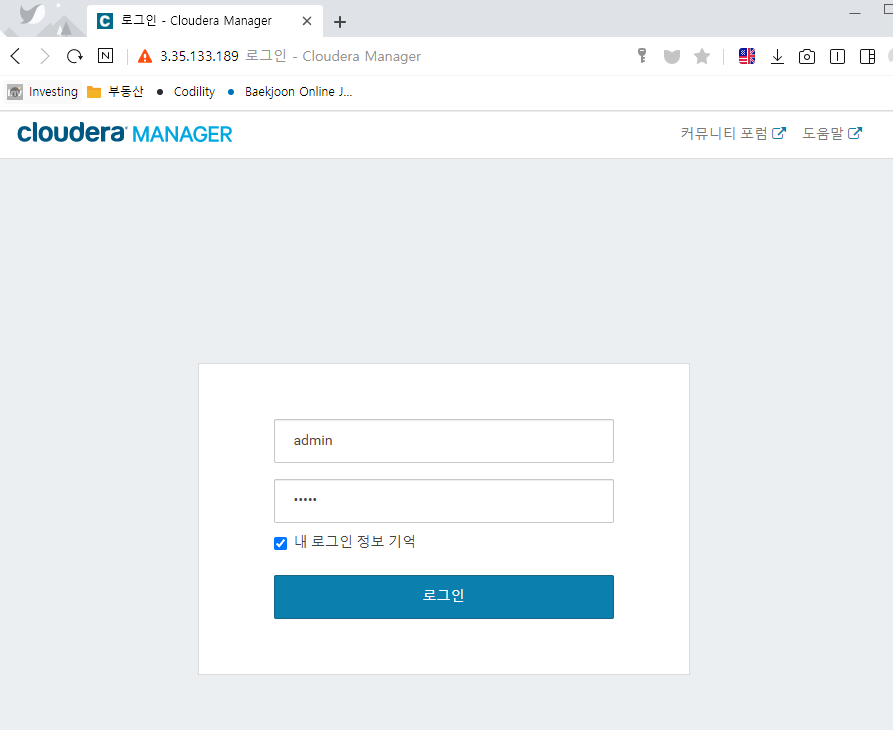 로그인 - Cloudera Manager
3.35.133.189 로그인 - Cloudera Manager
Investing 부동산 Codility Baekjoon Online J...
cloudera MANAGER 커뮤니티 포럼 도움말
admin
•••••
내 로그인 정보 기억
로그인